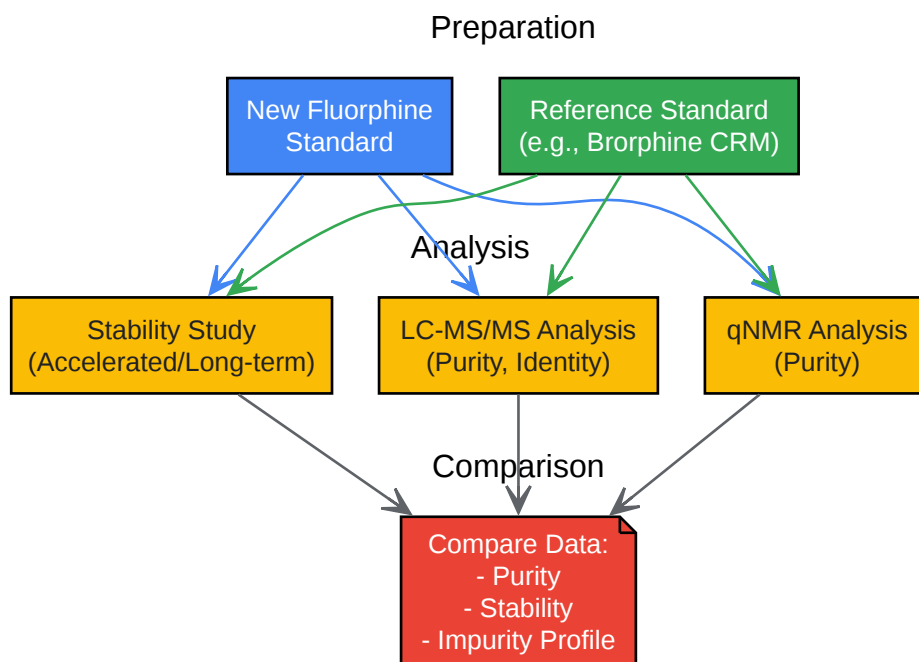 Preparation
New Fluorphine
Standard
Reference Standard
(e.g., Brorphine CRM)
Analysis
Stability Study
(Accelerated/Long-term)
LC-MS/MS Analysis
(Purity, Identity)
qNMR Analysis
(Purity)
Comparison
Compare Data:
- Purity
- Stability
- Impurity Profile